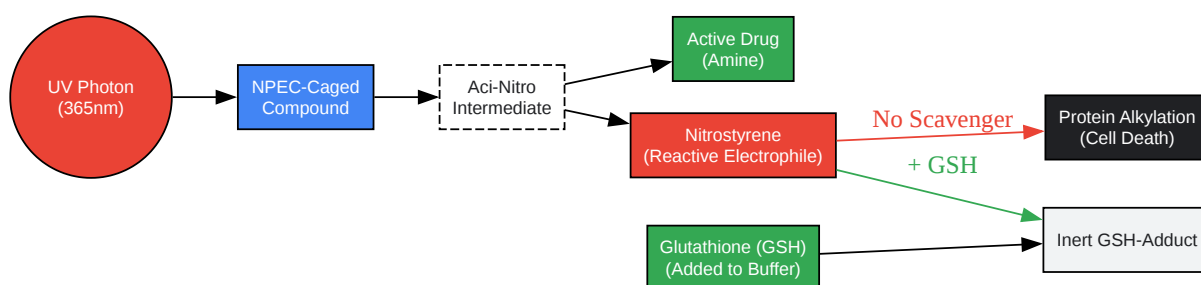 UV Photon
(365nm)
NPEC-Caged
Compound
Aci-Nitro
Intermediate
Active Drug
(Amine)
Nitrostyrene
(Reactive Electrophile)
No Scavenger
+ GSH
Protein Alkylation
(Cell Death)
Glutathione (GSH)
(Added to Buffer)
Inert GSH-Adduct